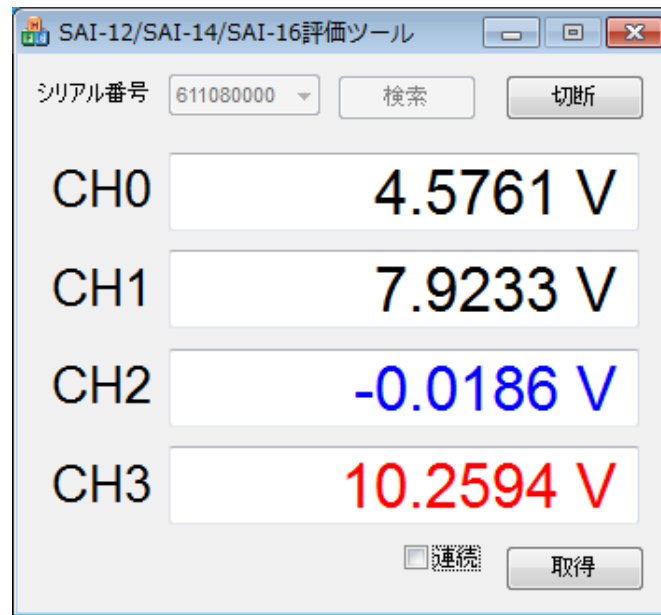 SAI-12/SAI-14/SAI-16評価ツール
シリアル番号 611080000 検索 切断
CH0 4.5761 V
CH1 7.9233 V
CH2 -0.0186 V
CH3 10.2594 V
連続 取得